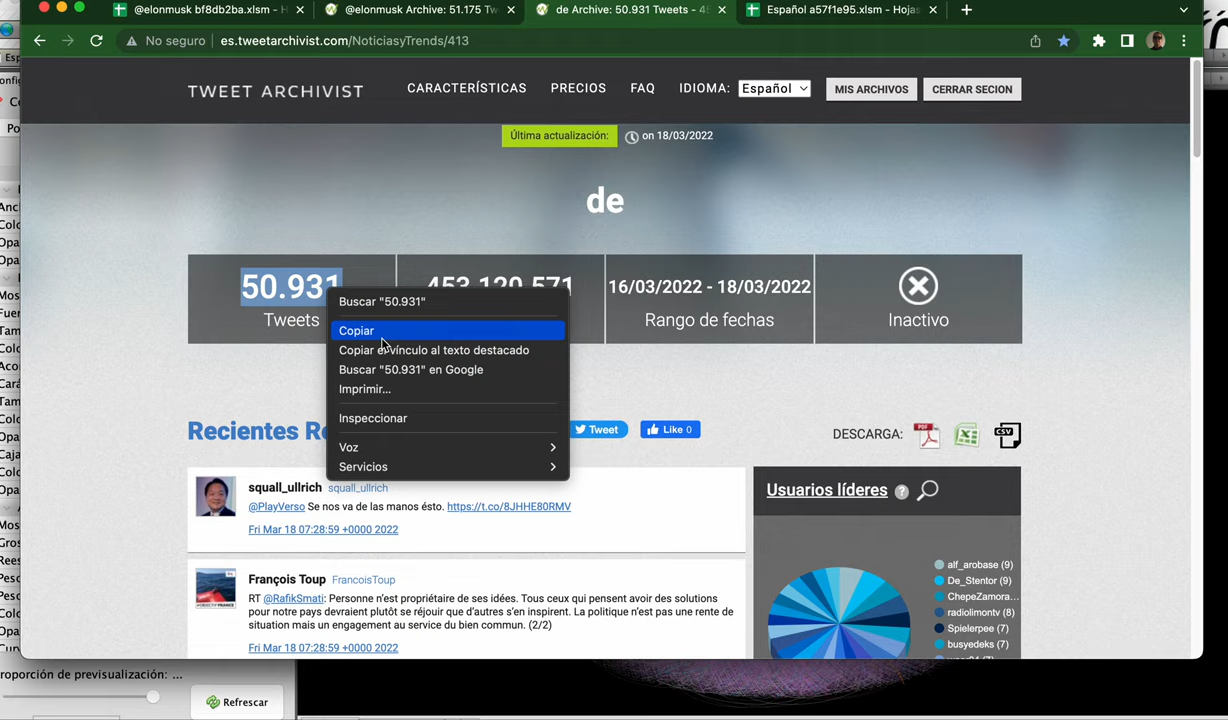 @elonmusk bf8db2ba.xlsm - H
@elonmusk Archive: 51.175 Tw
de Archive: 50.931 Tweets - 4
Español a57f1e95.xlsm - Hojas
No seguro
es.tweetarchivist.com/NoticiasyTrends/413
TWEET ARCHIVIST
CARACTERÍSTICAS
PRECIOS
FAQ
IDIOMA:
Español
MIS ARCHIVOS
CERRAR SECION
Última actualización:
on 18/03/2022
de
50.931
Tweets
453.120.571
16/03/2022 - 18/03/2022
Rango de fechas
Inactivo
Buscar "50.931"
Copiar
Copiar el vínculo al texto destacado
Buscar "50.931" en Google
Imprimir...
Inspeccionar
Voz
Servicios
Recientes
Tweet
Like 0
DESCARGA:
PDF
CSV
squall_ullrich squall_ullrich
@PlayVerso Se nos va de las manos ésto. https://t.co/8JHHE80RMV
Fri Mar 18 07:28:59 +0000 2022
François Toup FrancoisToup
RT @RafikSmati: Personne n'est propriétaire de ses idées. Tous ceux qui pensent avoir des solutions
pour notre pays devraient plutôt se réjouir que d'autres s'en inspirent. La politique n'est pas une rente de
situation mais un engagement au service du bien commun. (2/2)
Fri Mar 18 07:28:59 +0000 2022
Usuarios líderes
alf_arobase (9)
De_Stentor (9)
ChepeZamora...
radiolimontv (8)
Spielerpee (7)
busyedeks (7)
roporción de previsualización: ...
Refrescar